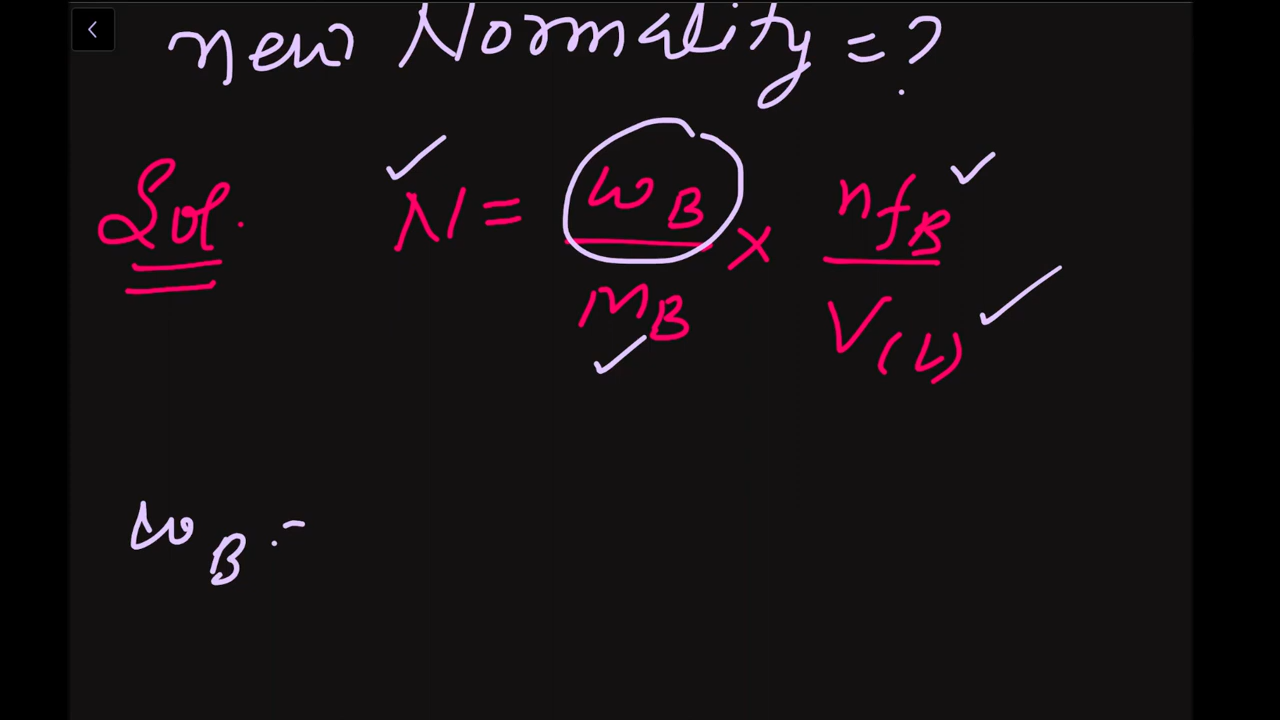 new Normality = ?
Sol. N = wB / MB × nfB / V(L)
wB :-